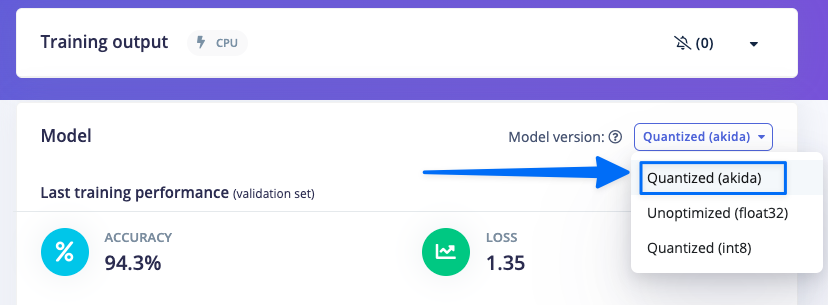 Training output CPU (0)
Model Model version: ? Quantized (akida)
Quantized (akida)
Last training performance (validation set)
Unoptimized (float32)
ACCURACY LOSS
Quantized (int8)
% 94.3% 1.35